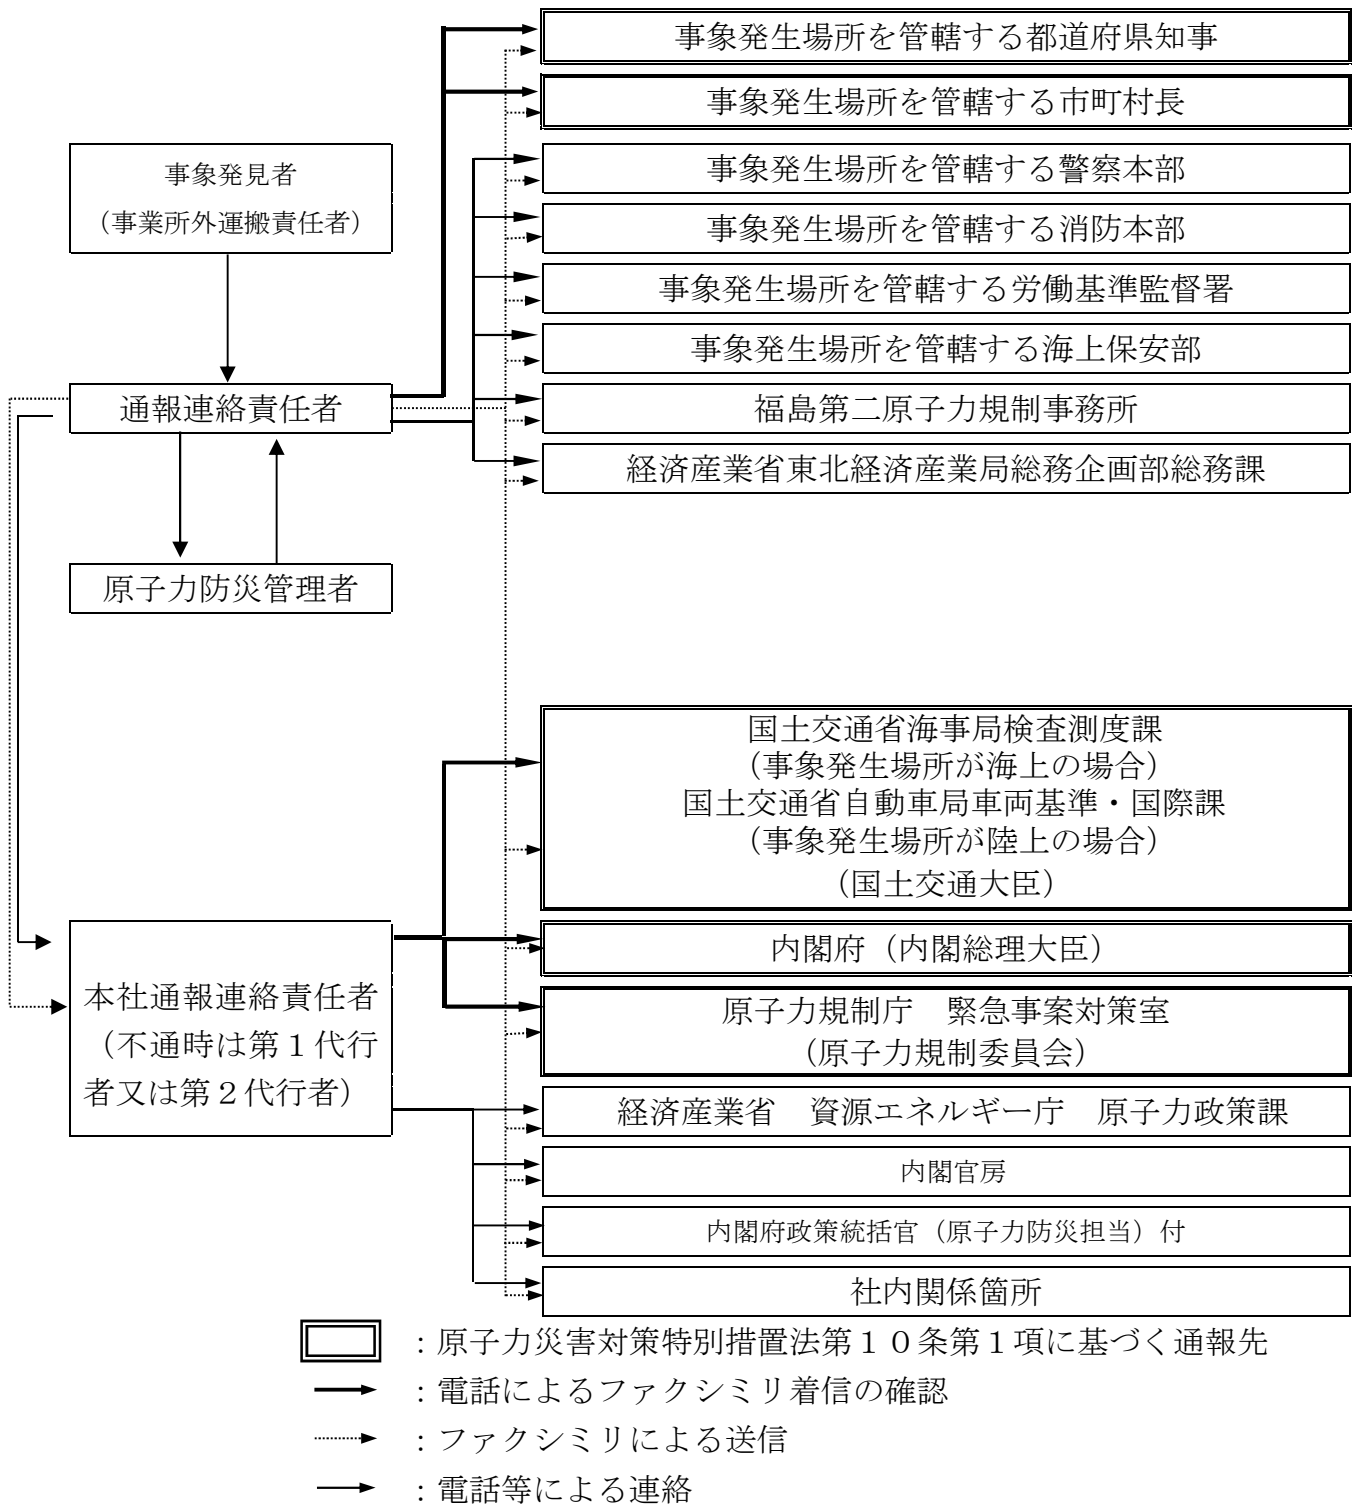 事象発生場所を管轄する都道府県知事
事象発生場所を管轄する市町村長
事象発見者
(事業所外運搬責任者)
事象発生場所を管轄する警察本部
事象発生場所を管轄する消防本部
事象発生場所を管轄する労働基準監督署
事象発生場所を管轄する海上保安部
通報連絡責任者
福島第二原子力規制事務所
経済産業省東北経済産業局総務企画部総務課
原子力防災管理者
国土交通省海事局検査測度課
(事象発生場所が海上の場合)
国土交通省自動車局車両基準・国際課
(事象発生場所が陸上の場合)
(国土交通大臣)
本社通報連絡責任者
(不通時は第1代行
者又は第2代行者)
内閣府(内閣総理大臣)
原子力規制庁 緊急事案対策室
(原子力規制委員会)
経済産業省 資源エネルギー庁 原子力政策課
内閣官房
内閣府政策統括官(原子力防災担当)付
社内関係箇所
:原子力災害対策特別措置法第10条第1項に基づく通報先
:電話によるファクシミリ着信の確認
:ファクシミリによる送信
:電話等による連絡